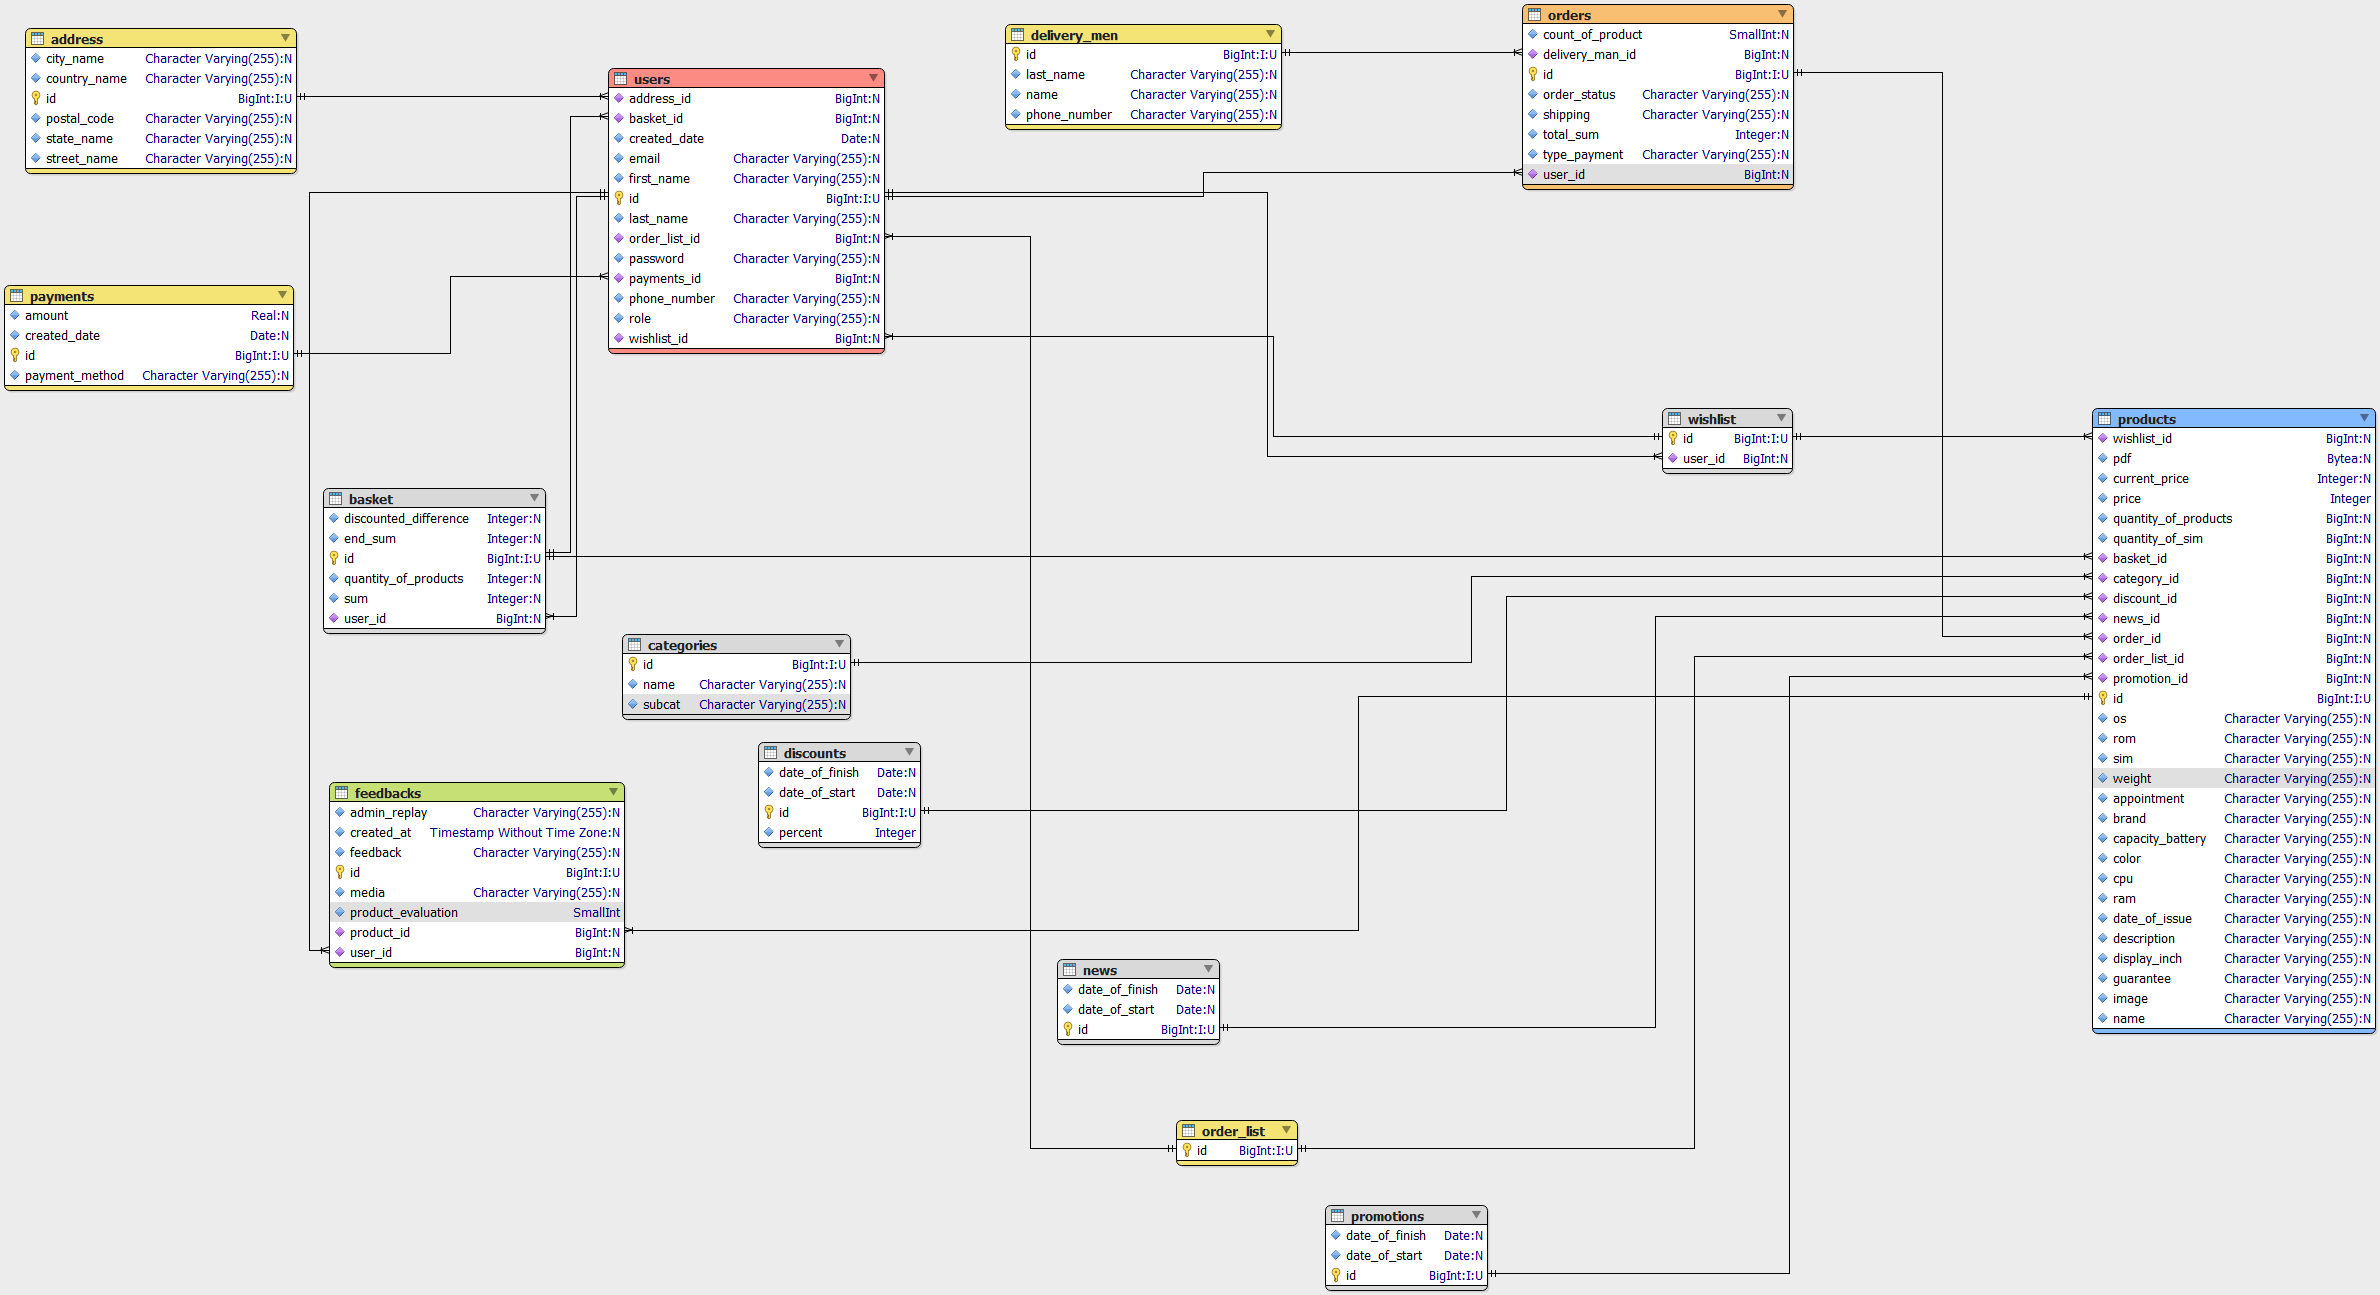 address
city_name Character Varying(255):N
country_name Character Varying(255):N
id BigInt:I:U
postal_code Character Varying(255):N
state_name Character Varying(255):N
street_name Character Varying(255):N
payments
amount Real:N
created_date Date:N
id BigInt:I:U
payment_method Character Varying(255):N
users
address_id BigInt:N
basket_id BigInt:N
created_date Date:N
email Character Varying(255):N
first_name Character Varying(255):N
id BigInt:I:U
last_name Character Varying(255):N
order_list_id BigInt:N
password Character Varying(255):N
payments_id BigInt:N
phone_number Character Varying(255):N
role Character Varying(255):N
wishlist_id BigInt:N
delivery_men
id BigInt:I:U
last_name Character Varying(255):N
name Character Varying(255):N
phone_number Character Varying(255):N
orders
count_of_product SmallInt:N
delivery_man_id BigInt:N
id BigInt:I:U
order_status Character Varying(255):N
shipping Character Varying(255):N
total_sum Integer:N
type_payment Character Varying(255):N
user_id BigInt:N
wishlist
id BigInt:I:U
user_id BigInt:N
products
wishlist_id BigInt:N
pdf Bytea:N
current_price Integer:N
price Integer
quantity_of_products BigInt:N
quantity_of_sim BigInt:N
basket_id BigInt:N
category_id BigInt:N
discount_id BigInt:N
news_id BigInt:N
order_id BigInt:N
order_list_id BigInt:N
promotion_id BigInt:N
id BigInt:I:U
os Character Varying(255):N
rom Character Varying(255):N
sim Character Varying(255):N
weight Character Varying(255):N
appointment Character Varying(255):N
brand Character Varying(255):N
capacity_battery Character Varying(255):N
color Character Varying(255):N
cpu Character Varying(255):N
ram Character Varying(255):N
date_of_issue Character Varying(255):N
description Character Varying(255):N
display_inch Character Varying(255):N
guarantee Character Varying(255):N
image Character Varying(255):N
name Character Varying(255):N
basket
discounted_difference Integer:N
end_sum Integer:N
id BigInt:I:U
quantity_of_products Integer:N
sum Integer:N
user_id BigInt:N
categories
id BigInt:I:U
name Character Varying(255):N
subcat Character Varying(255):N
discounts
date_of_finish Date:N
date_of_start Date:N
id BigInt:I:U
percent Integer
feedbacks
admin_replay Character Varying(255):N
created_at Timestamp Without Time Zone:N
feedback Character Varying(255):N
id BigInt:I:U
media Character Varying(255):N
product_evaluation SmallInt
product_id BigInt:N
user_id BigInt:N
news
date_of_finish Date:N
date_of_start Date:N
id BigInt:I:U
order_list
id BigInt:I:U
promotions
date_of_finish Date:N
date_of_start Date:N
id BigInt:I:U